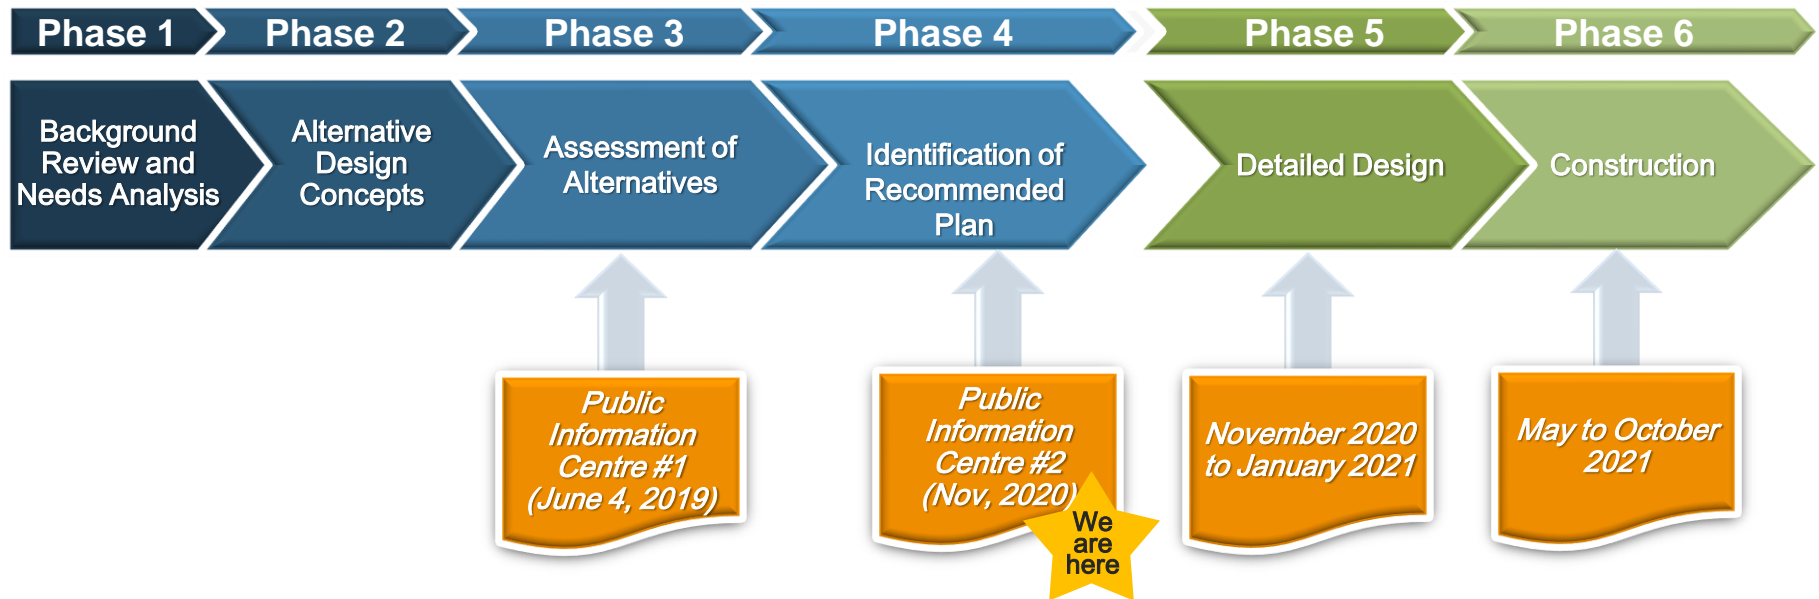 Phase 1
Phase 2
Phase 3
Phase 4
Phase 5
Phase 6
Background
Review and
Needs Analysis
Alternative
Design
Concepts
Assessment of
Alternatives
Identification of
Recommended
Plan
Detailed Design
Construction
Public
Information
Centre #1
(June 4, 2019)
Public
Information
Centre #2
(Nov, 2020)
We
are
here
November 2020
to January 2021
May to October
2021